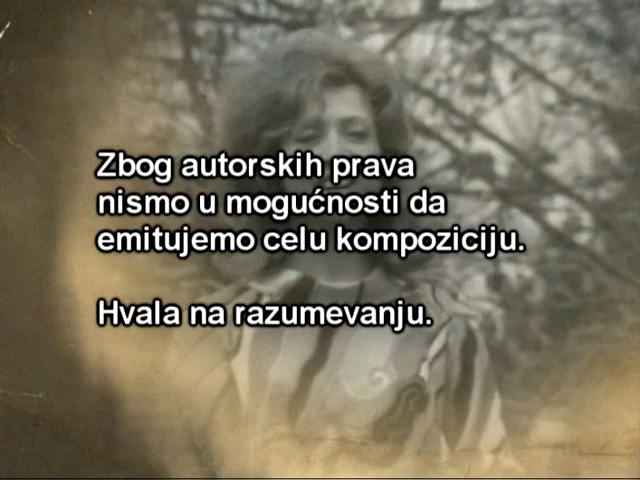 Zbog autorskih prava
nismo u mogućnosti da
emitujemo celu kompoziciju.
Hvala na razumevanju.